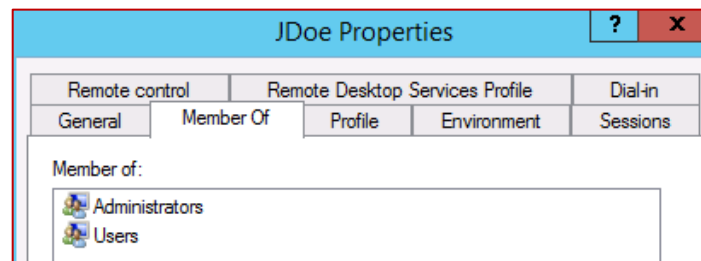 JDoe Properties ? x
Remote control Remote Desktop Services Profile Dial-in
General Member Of Profile Environment Sessions
Member of:
Administrators
Users